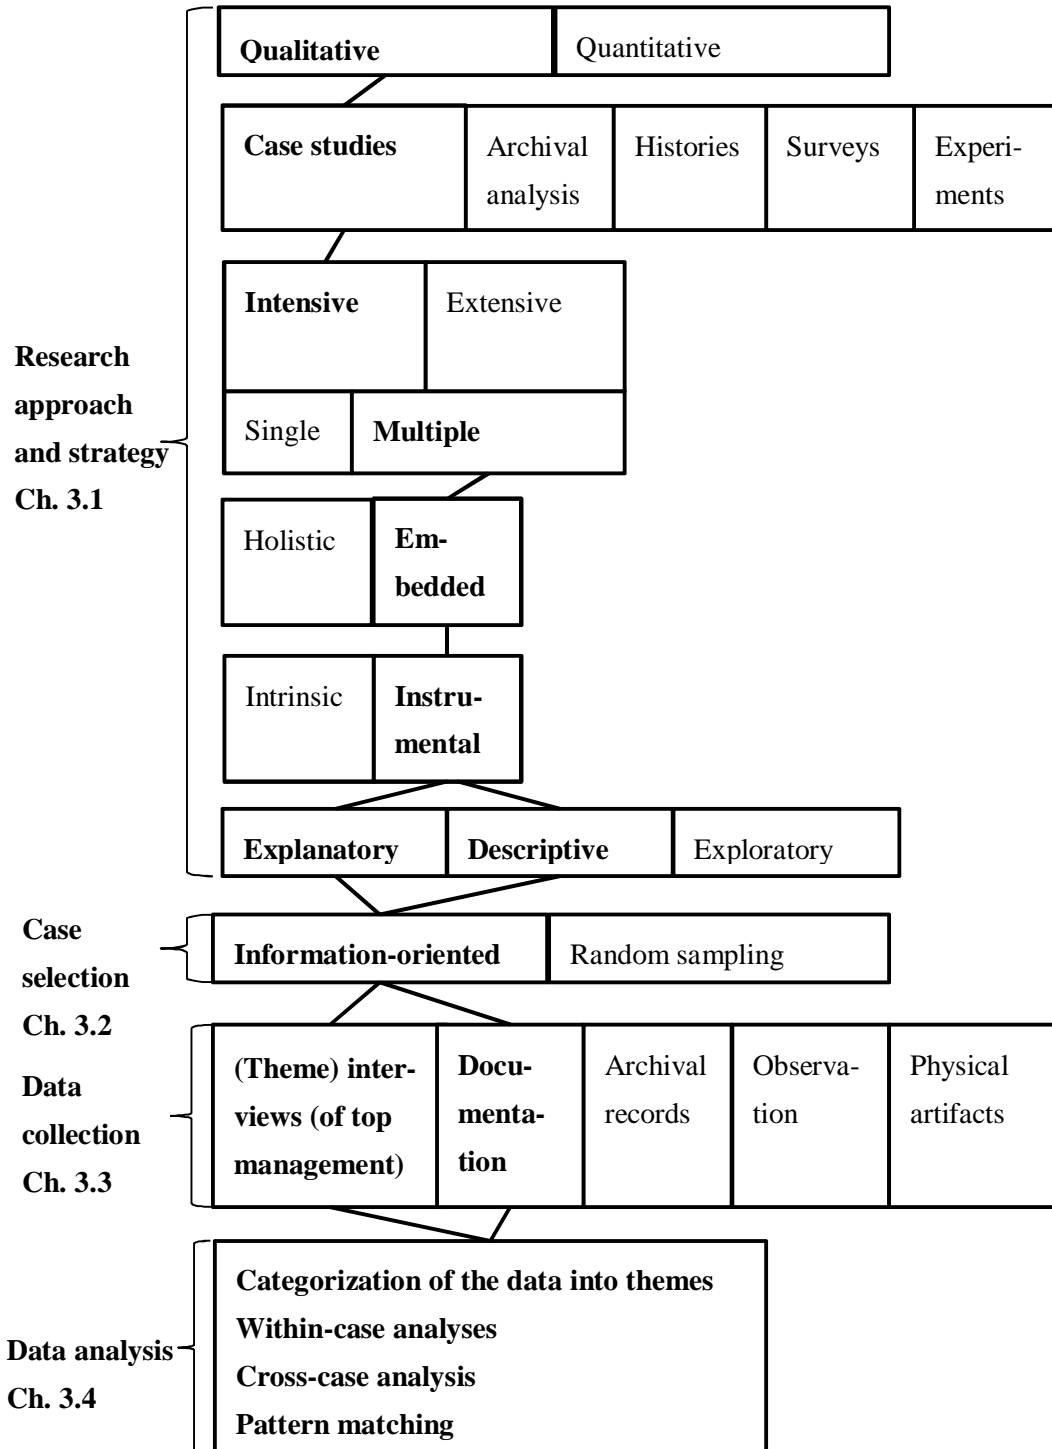 Qualitative
Quantitative
Case studies
Archival
analysis
Histories
Surveys
Experi-
ments
Intensive
Extensive
Single
Multiple
Research
approach
and strategy
Ch. 3.1
Holistic
Em-
bedded
Intrinsic
Instru-
mental
Explanatory
Descriptive
Exploratory
Case
selection
Ch. 3.2
Information-oriented
Random sampling
Data
collection
Ch. 3.3
(Theme) inter-
views (of top
management)
Docu-
menta-
tion
Archival
records
Observa-
tion
Physical
artifacts
Data analysis
Ch. 3.4
Categorization of the data into themes
Within-case analyses
Cross-case analysis
Pattern matching